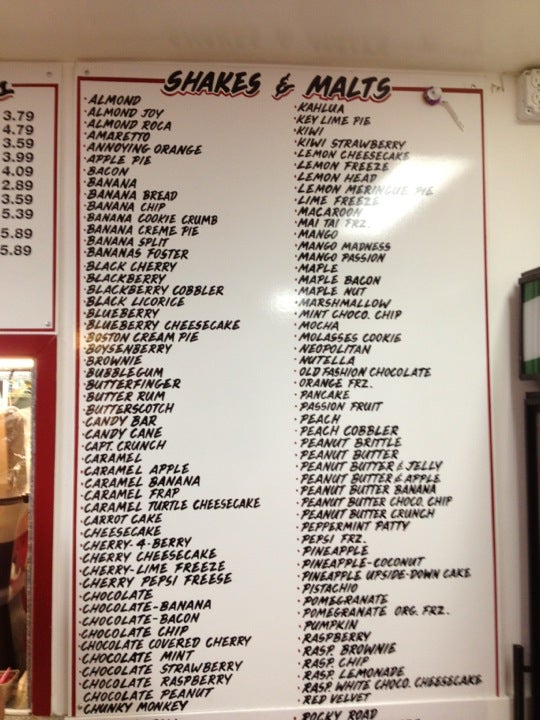 3.79
4.79
3.59
3.99
4.09
2.89
3.59
5.39
5.89
5.89
SHAKES & MALTS
·ALMOND
·ALMOND JOY
·ALMOND ROCA
·AMARETTO
·ANNOYING ORANGE
·APPLE PIE
·BACON
·BANANA
·BANANA BREAD
·BANANA CHIP
·BANANA COOKIE CRUMB
·BANANA CREME PIE
·BANANA SPLIT
·BANANAS FOSTER
·BLACK CHERRY
·BLACKBERRY
·BLACKBERRY COBBLER
·BLACK LICORICE
·BLUEBERRY
·BLUEBERRY CHEESECAKE
·BOSTON CREAM PIE
·BOYSENBERRY
·BROWNIE
·BUBBLEGUM
·BUTTERFINGER
·BUTTER RUM
·BUTTERSCOTCH
·CANDY BAR
·CANDY CANE
·CAPT. CRUNCH
·CARAMEL
·CARAMEL APPLE
·CARAMEL BANANA
·CARAMEL FRAP
·CARAMEL TURTLE CHEESECAKE
·CARROT CAKE
·CHEESECAKE
·CHERRY-4-BERRY
·CHERRY CHEESECAKE
·CHERRY-LIME FREEZE
·CHERRY PEPSI FREESE
·CHOCOLATE
·CHOCOLATE-BANANA
·CHOCOLATE-BACON
·CHOCOLATE CHIP
·CHOCOLATE COVERED CHERRY
·CHOCOLATE MINT
·CHOCOLATE STRAWBERRY
·CHOCOLATE RASPBERRY
·CHOCOLATE PEANUT
·CHUNKY MONKEY
·KAHLUA
·KEY LIME PIE
·KIWI
·KIWI STRAWBERRY
·LEMON CHEESECAKE
·LEMON FREEZE
·LEMON HEAD
·LEMON MERINGUE PIE
·LIME FREEZE
·MACAROON
·MAI TAI FRZ.
·MANGO
·MANGO MADNESS
·MANGO PASSION
·MAPLE
·MAPLE BACON
·MAPLE NUT
·MARSHMALLOW
·MINT CHOCO. CHIP
·MOCHA
·MOLASSES COOKIE
·NEOPOLITAN
·NUTELLA
·OLD FASHION CHOCOLATE
·ORANGE FRZ.
·PANCAKE
·PASSION FRUIT
·PEACH
·PEACH COBBLER
·PEANUT BRITTLE
·PEANUT BUTTER
·PEANUT BUTTER & JELLY
·PEANUT BUTTER & APPLE
·PEANUT BUTTER BANANA
·PEANUT BUTTER CHOCO. CHIP
·PEANUT BUTTER CRUNCH
·PEPPERMINT PATTY
·PEPSI FRZ.
·PINEAPPLE
·PINEAPPLE-COCONUT
·PINEAPPLE UPSIDE-DOWN CAKE
·PISTACHIO
·POMEGRANATE
·POMEGRANATE ORG. FRZ.
·PUMPKIN
·RASPBERRY
·RASP. BROWNIE
·RASP. CHIP
·RASP. LEMONADE
·RASP. WHITE CHOCO. CHEESECAKE
·RED VELVET
·ROCKY ROAD